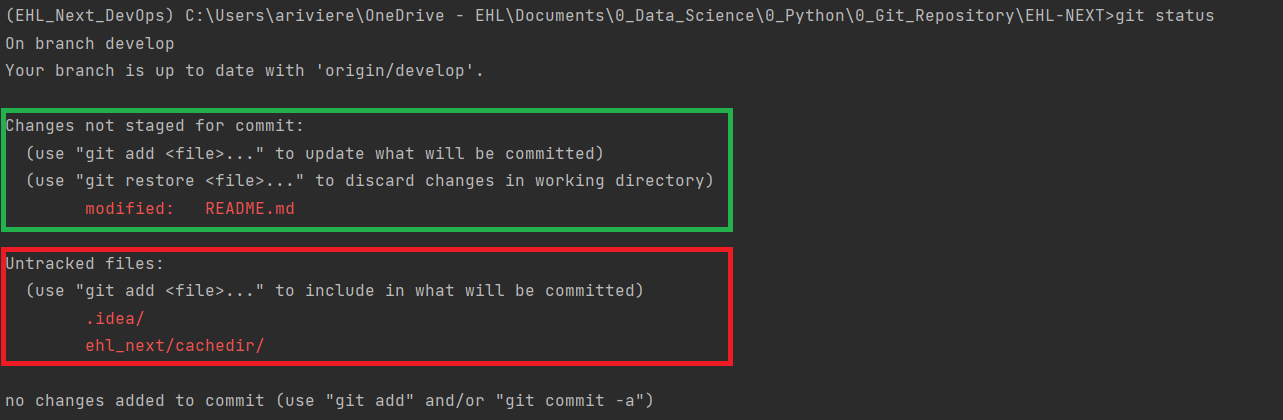 (EHL_Next_DevOps) C:\Users\ariviere\OneDrive - EHL\Documents\0_Data_Science\0_Python\0_Git_Repository\EHL-NEXT>git status
On branch develop
Your branch is up to date with 'origin/develop'.
Changes not staged for commit:
(use "git add <file>..." to update what will be committed)
(use "git restore <file>..." to discard changes in working directory)
modified:   README.md
Untracked files:
(use "git add <file>..." to include in what will be committed)
.idea/
ehl_next/cachedir/
no changes added to commit (use "git add" and/or "git commit -a")